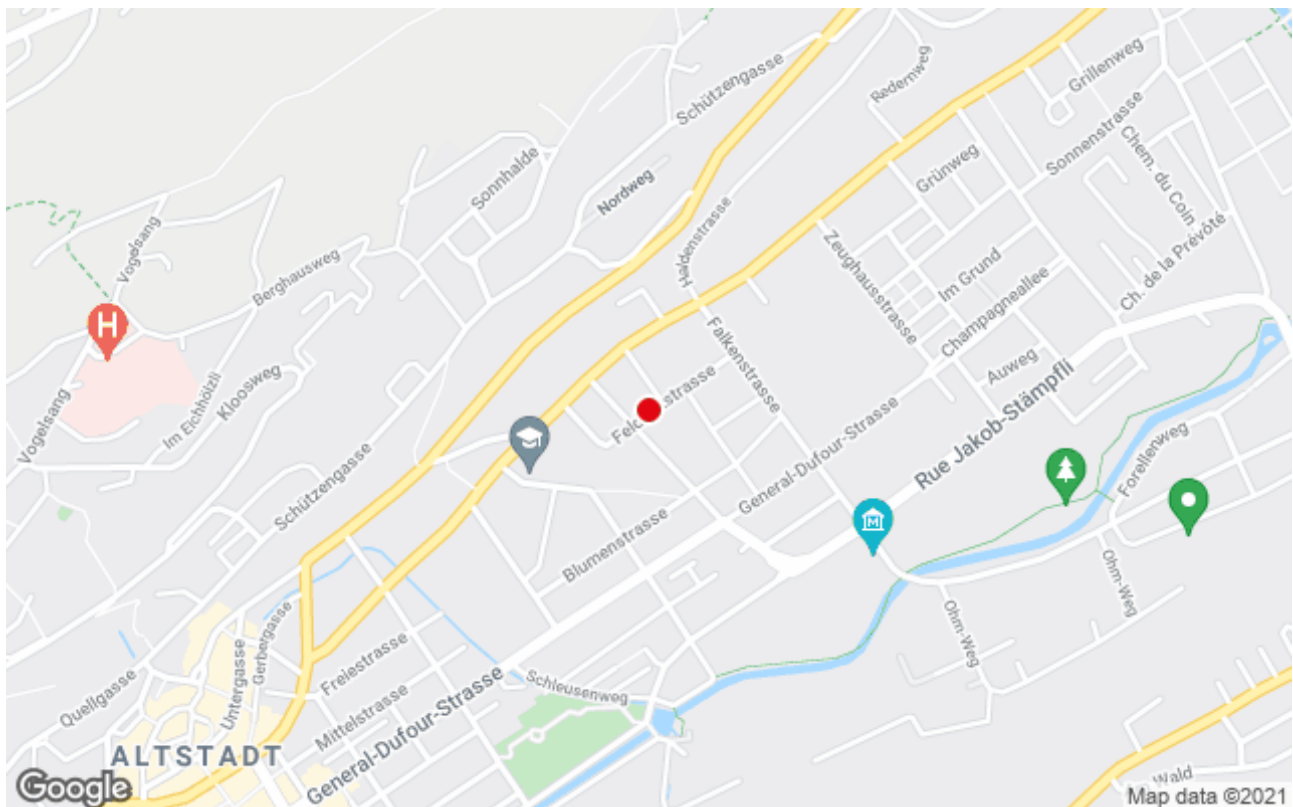 Redernweg
Grillenweg
Schützengasse
Sonnenstrasse
Chem. du Coin
Sonnhalde
Nordweg
Grünweg
Haldenstrasse
Vogelsang
Berghausweg
Zeughausstrasse
Im Grund
Ch. de la Prévôté
Champagneallee
H
Falkenstrasse
Auweg
Im Eichhölzli
Kloosweg
Vogelsang
Rue Jakob-Stämpfli
General-Dufour-Strasse
Forellenweg
Schützengasse
M
Blumenstrasse
Ohm-Weg
Ohm-Weg
Gerbergasse
Untergasse
Freiestrasse
Quellgasse
Mittelstrasse
Schleusenweg
General-Dufour-Strasse
ALTSTADT
Wald
Google
Map data ©2021